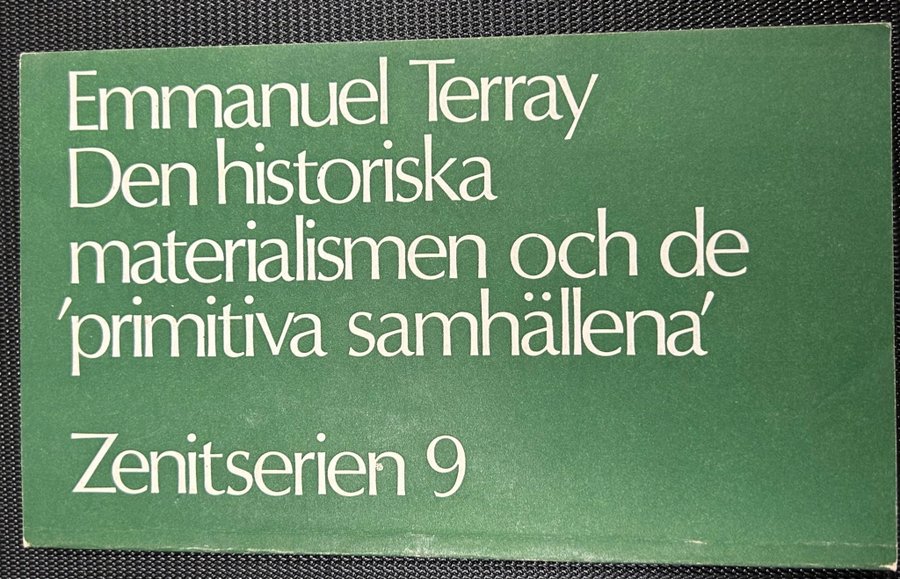 Emmanuel Terray
Den historiska
materialismen och de
'primitiva samhällena'
Zenitserien 9